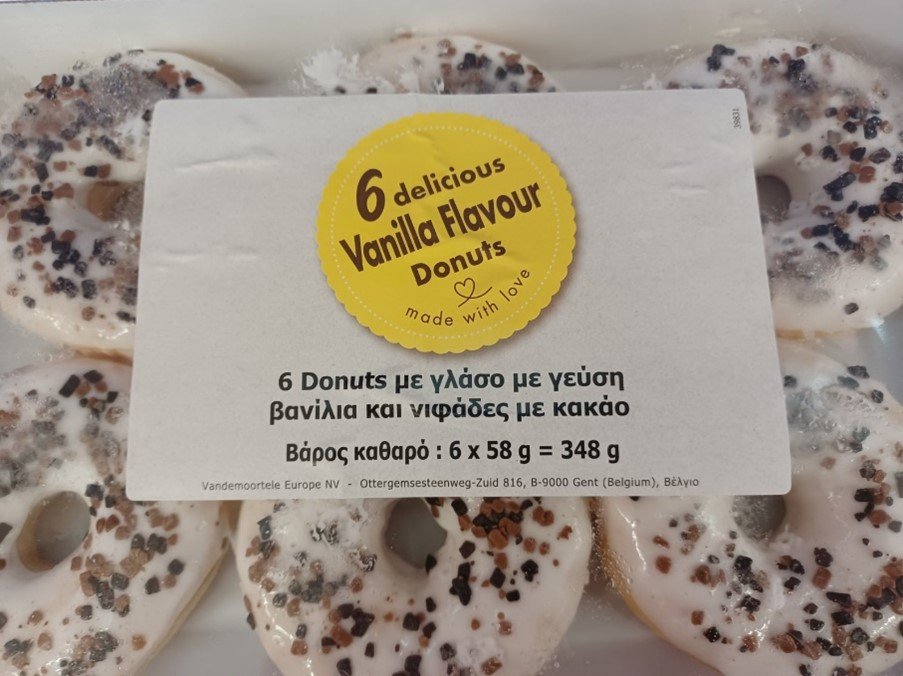 39831
6 delicious
Vanilla Flavour
Donuts
made with love
6 Donuts με γλάσο με γεύση
βανίλια και νιφάδες με κακάο
Βάρος καθαρό : 6 x 58 g = 348 g
Vandemoortele Europe NV - Ottergemsesteenweg-Zuid 816, B-9000 Gent (Belgium), Βέλγιο